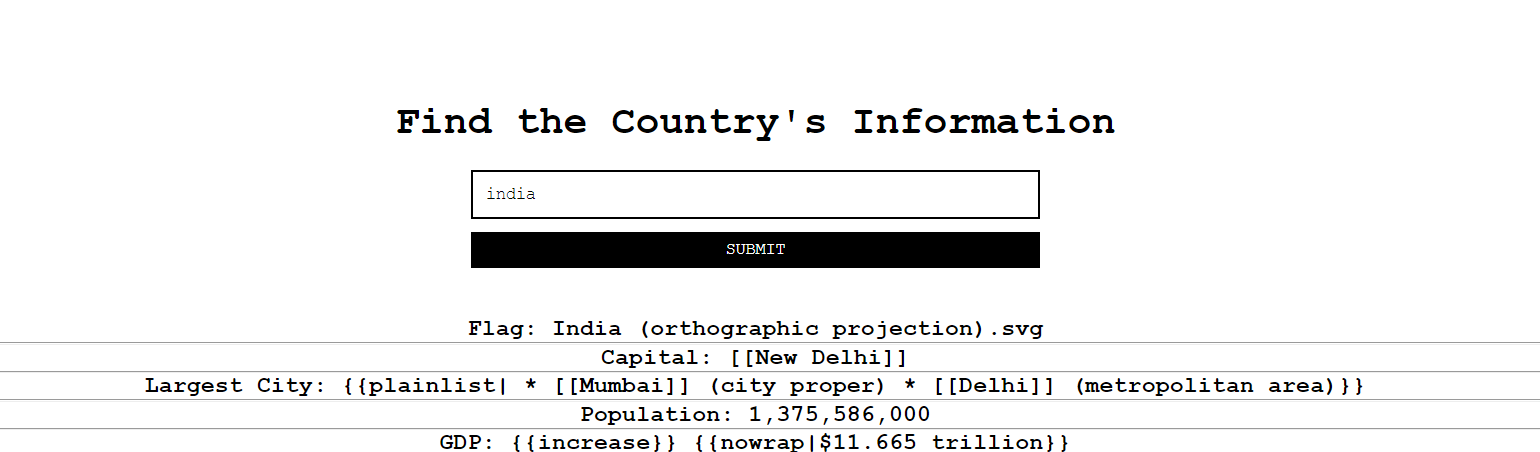 Find the Country's Information
india
SUBMIT
Flag: India (orthographic projection).svg
Capital: [[New Delhi]]
Largest City: {{plainlist| * [[Mumbai]] (city proper) * [[Delhi]] (metropolitan area)}}
Population: 1,375,586,000
GDP: {{increase}} {{nowrap|$11.665 trillion}}